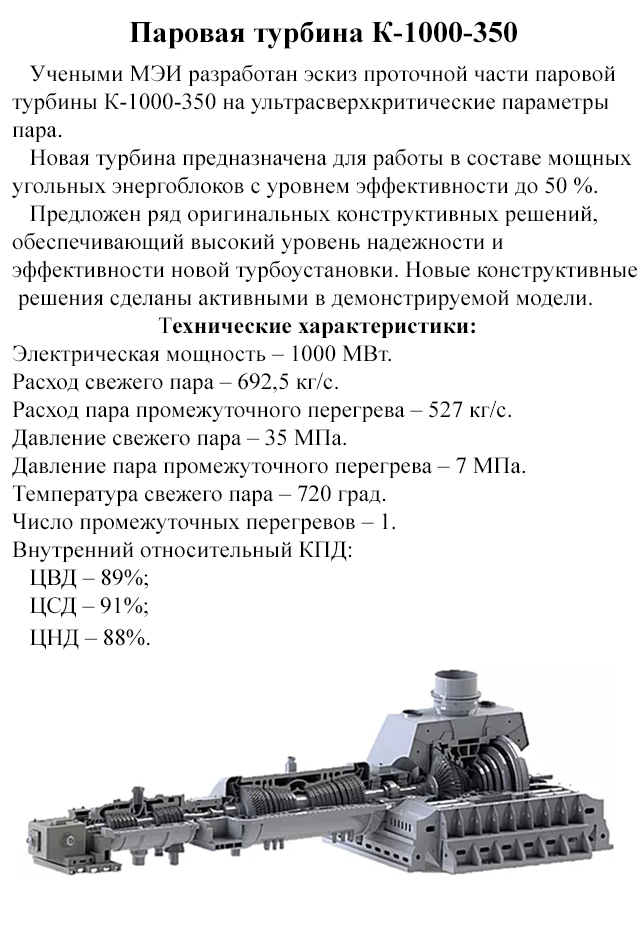 Паровая турбина К-1000-350
Учеными МЭИ разработан эскиз проточной части паровой
турбины К-1000-350 на ультрасверхкритические параметры
пара.
Новая турбина предназначена для работы в составе мощных
угольных энергоблоков с уровнем эффективности до 50 %.
Предложен ряд оригинальных конструктивных решений,
обеспечивающий высокий уровень надежности и
эффективности новой турбоустановки. Новые конструктивные
решения сделаны активными в демонстрируемой модели.
Технические характеристики:
Электрическая мощность – 1000 МВт.
Расход свежего пара – 692,5 кг/с.
Расход пара промежуточного перегрева – 527 кг/с.
Давление свежего пара – 35 МПа.
Давление пара промежуточного перегрева – 7 МПа.
Температура свежего пара – 720 град.
Число промежуточных перегревов – 1.
Внутренний относительный КПД:
ЦВД – 89%;
ЦСД – 91%;
ЦНД – 88%.